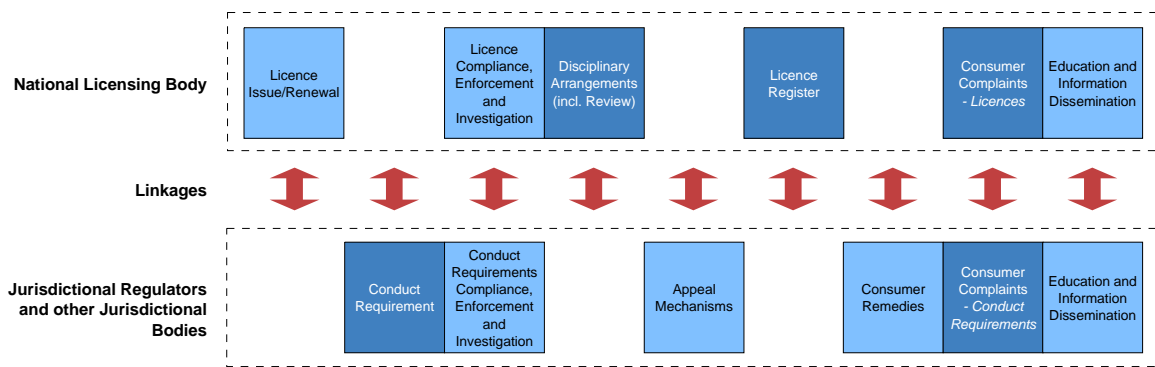 National Licensing Body
Licence
Issue/Renewal
Licence
Compliance,
Enforcement
and
Investigation
Disciplinary
Arrangements
(incl. Review)
Licence
Register
Consumer
Complaints
- Licences
Education and
Information
Dissemination
Linkages
Jurisdictional Regulators
and other Jurisdictional
Bodies
Conduct
Requirement
Conduct
Requirements
Compliance,
Enforcement
and
Investigation
Appeal
Mechanisms
Consumer
Remedies
Consumer
Complaints
- Conduct
Requirements
Education and
Information
Dissemination